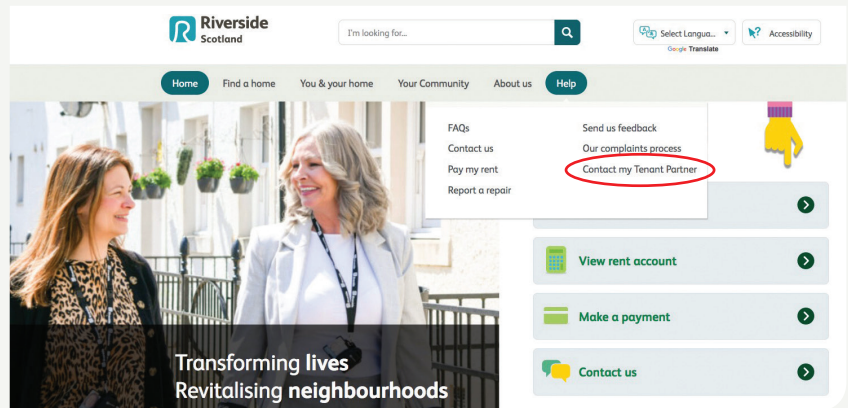 Riverside
Scotland
I'm looking for...
Select Langua...
Google Translate
Accessibility
Home
Find a home
You & your home
Your Community
About us
Help
FAQs
Send us feedback
Contact us
Our complaints process
Pay my rent
Contact my Tenant Partner
Report a repair
View rent account
Make a payment
Contact us
Transforming lives
Revitalising neighbourhoods